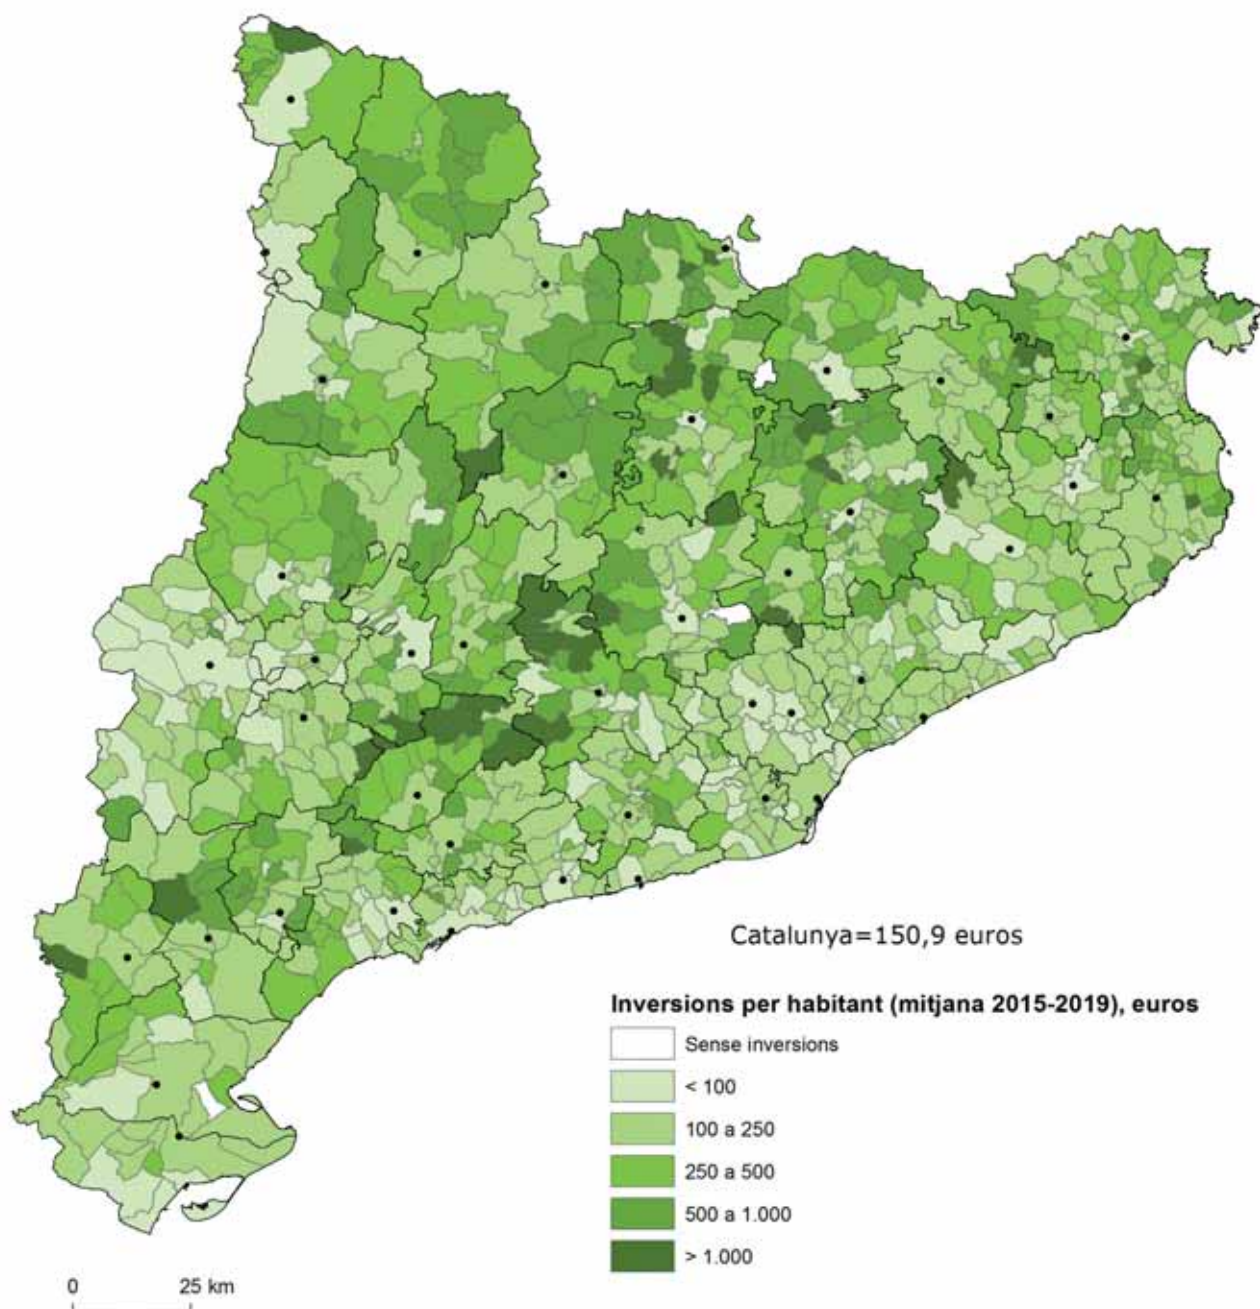 Catalunya=150,9 euros
Inversions per habitant (mitjana 2015-2019), euros
Sense inversions
< 100
100 a 250
250 a 500
500 a 1.000
> 1.000
0 25 km